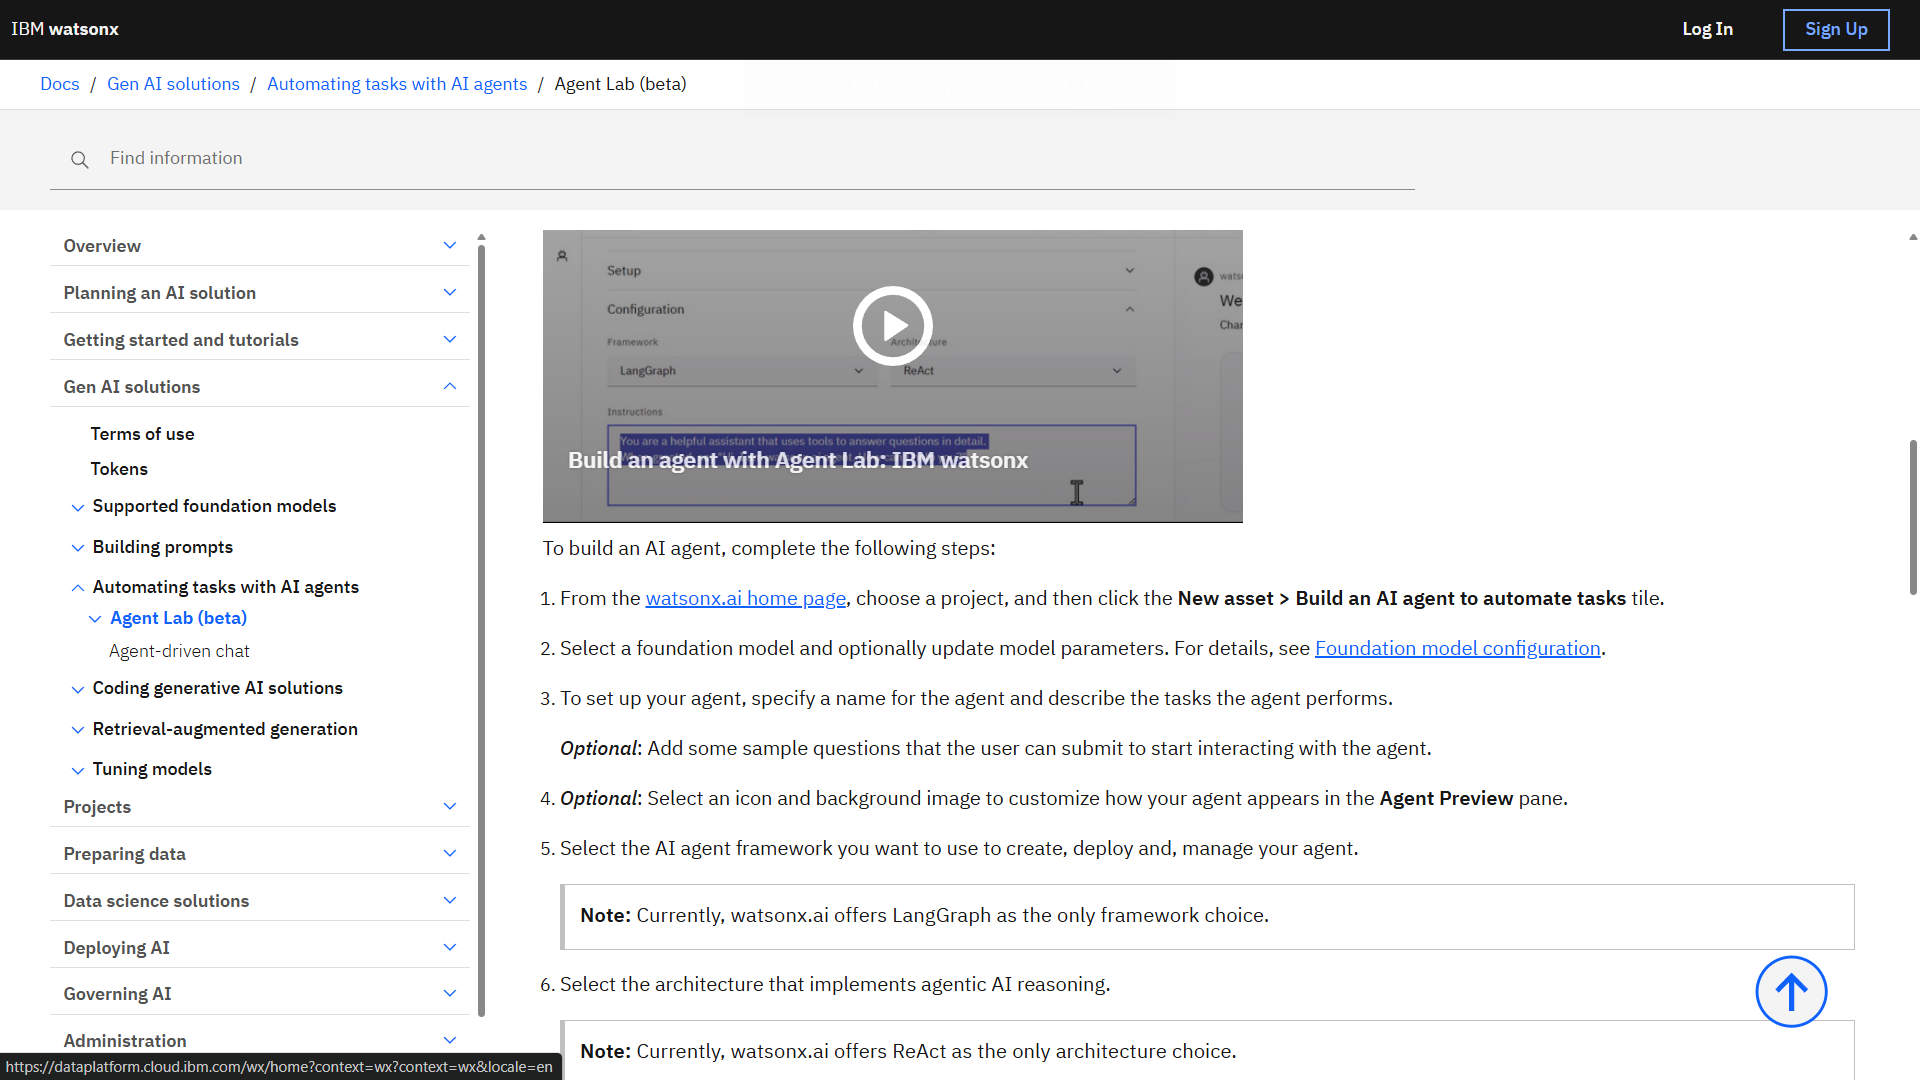 IBM watsonx
Log In
Sign Up
Docs / Gen AI solutions / Automating tasks with AI agents / Agent Lab (beta)
Find information
Overview
Planning an AI solution
Getting started and tutorials
Gen AI solutions
Terms of use
Tokens
Supported foundation models
Building prompts
Automating tasks with AI agents
Agent Lab (beta)
Agent-driven chat
Coding generative AI solutions
Retrieval-augmented generation
Tuning models
Projects
Preparing data
Data science solutions
Deploying AI
Governing AI
Administration
https://dataplatform.cloud.ibm.com/wx/home?context=wx?context=wx&locale=en
Setup
Configuration
Framework
Architecture
LangGraph
ReAct
Instructions
You are a helpful assistant that uses tools to answer questions in detail.
Build an agent with Agent Lab: IBM watsonx
To build an AI agent, complete the following steps:
1. From the watsonx.ai home page, choose a project, and then click the New asset > Build an AI agent to automate tasks tile.
2. Select a foundation model and optionally update model parameters. For details, see Foundation model configuration.
3. To set up your agent, specify a name for the agent and describe the tasks the agent performs.
Optional: Add some sample questions that the user can submit to start interacting with the agent.
4. Optional: Select an icon and background image to customize how your agent appears in the Agent Preview pane.
5. Select the AI agent framework you want to use to create, deploy and, manage your agent.
Note: Currently, watsonx.ai offers LangGraph as the only framework choice.
6. Select the architecture that implements agentic AI reasoning.
Note: Currently, watsonx.ai offers ReAct as the only architecture choice.